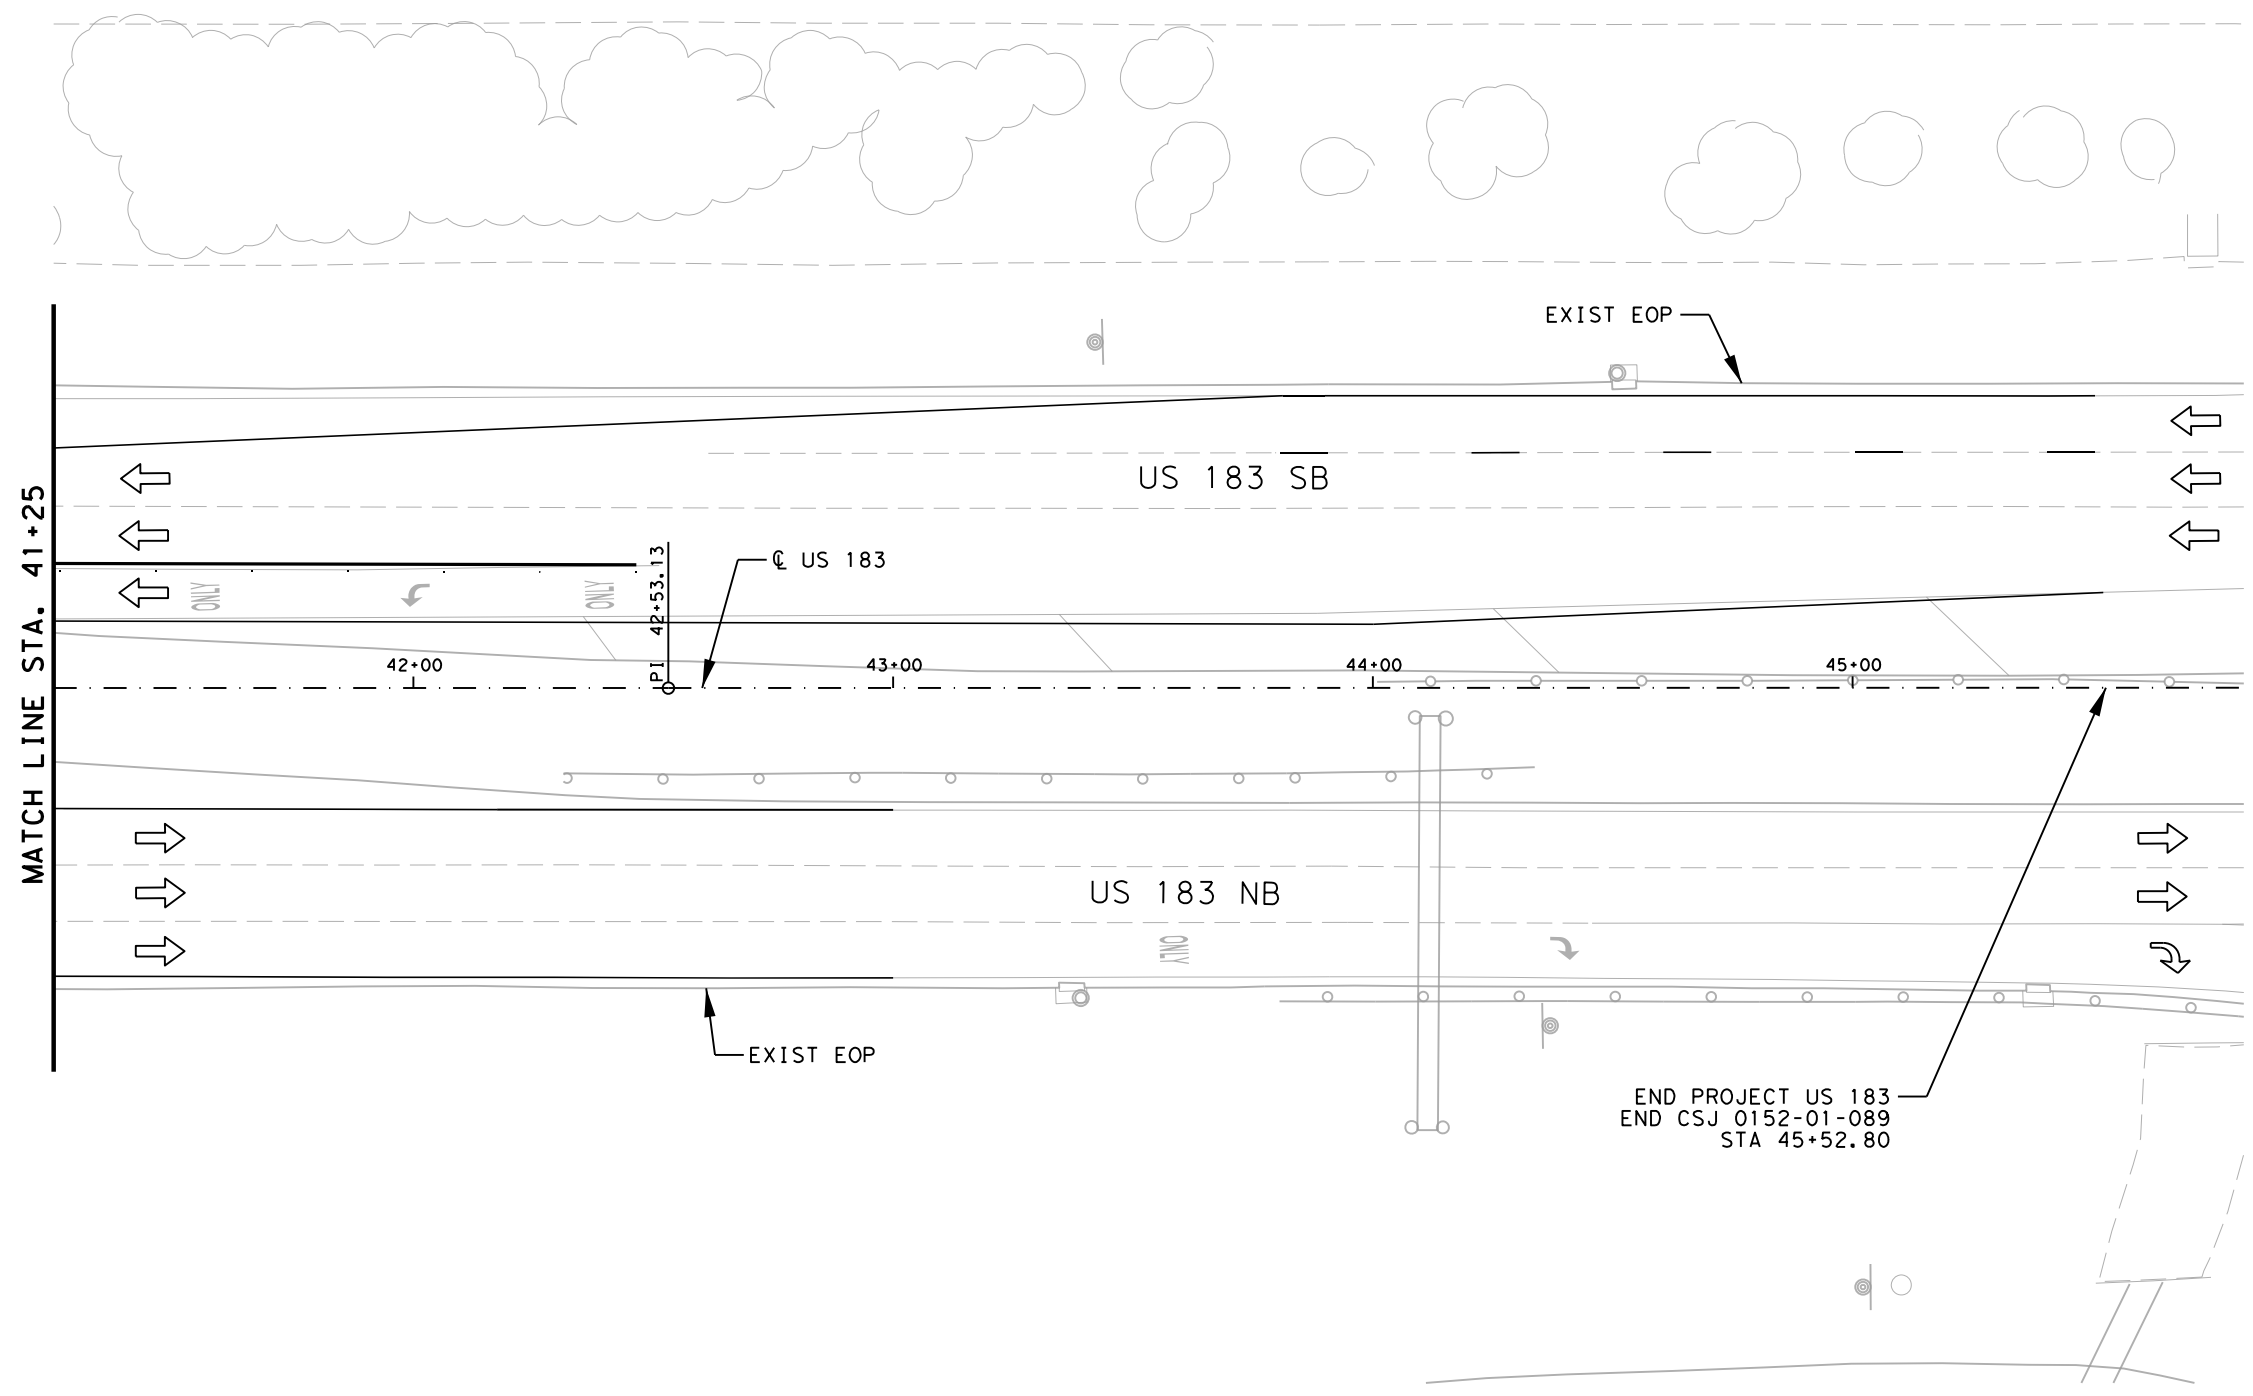 EXIST EOP
US 183 SB
MATCH LINE STA. 41+25
PI 42+53.13
℄ US 183
ONLY
ONLY
42+00
43+00
44+00
45+00
US 183 NB
ONLY
EXIST EOP
END PROJECT US 183
END CSJ 0152-01-089
STA 45+52.80